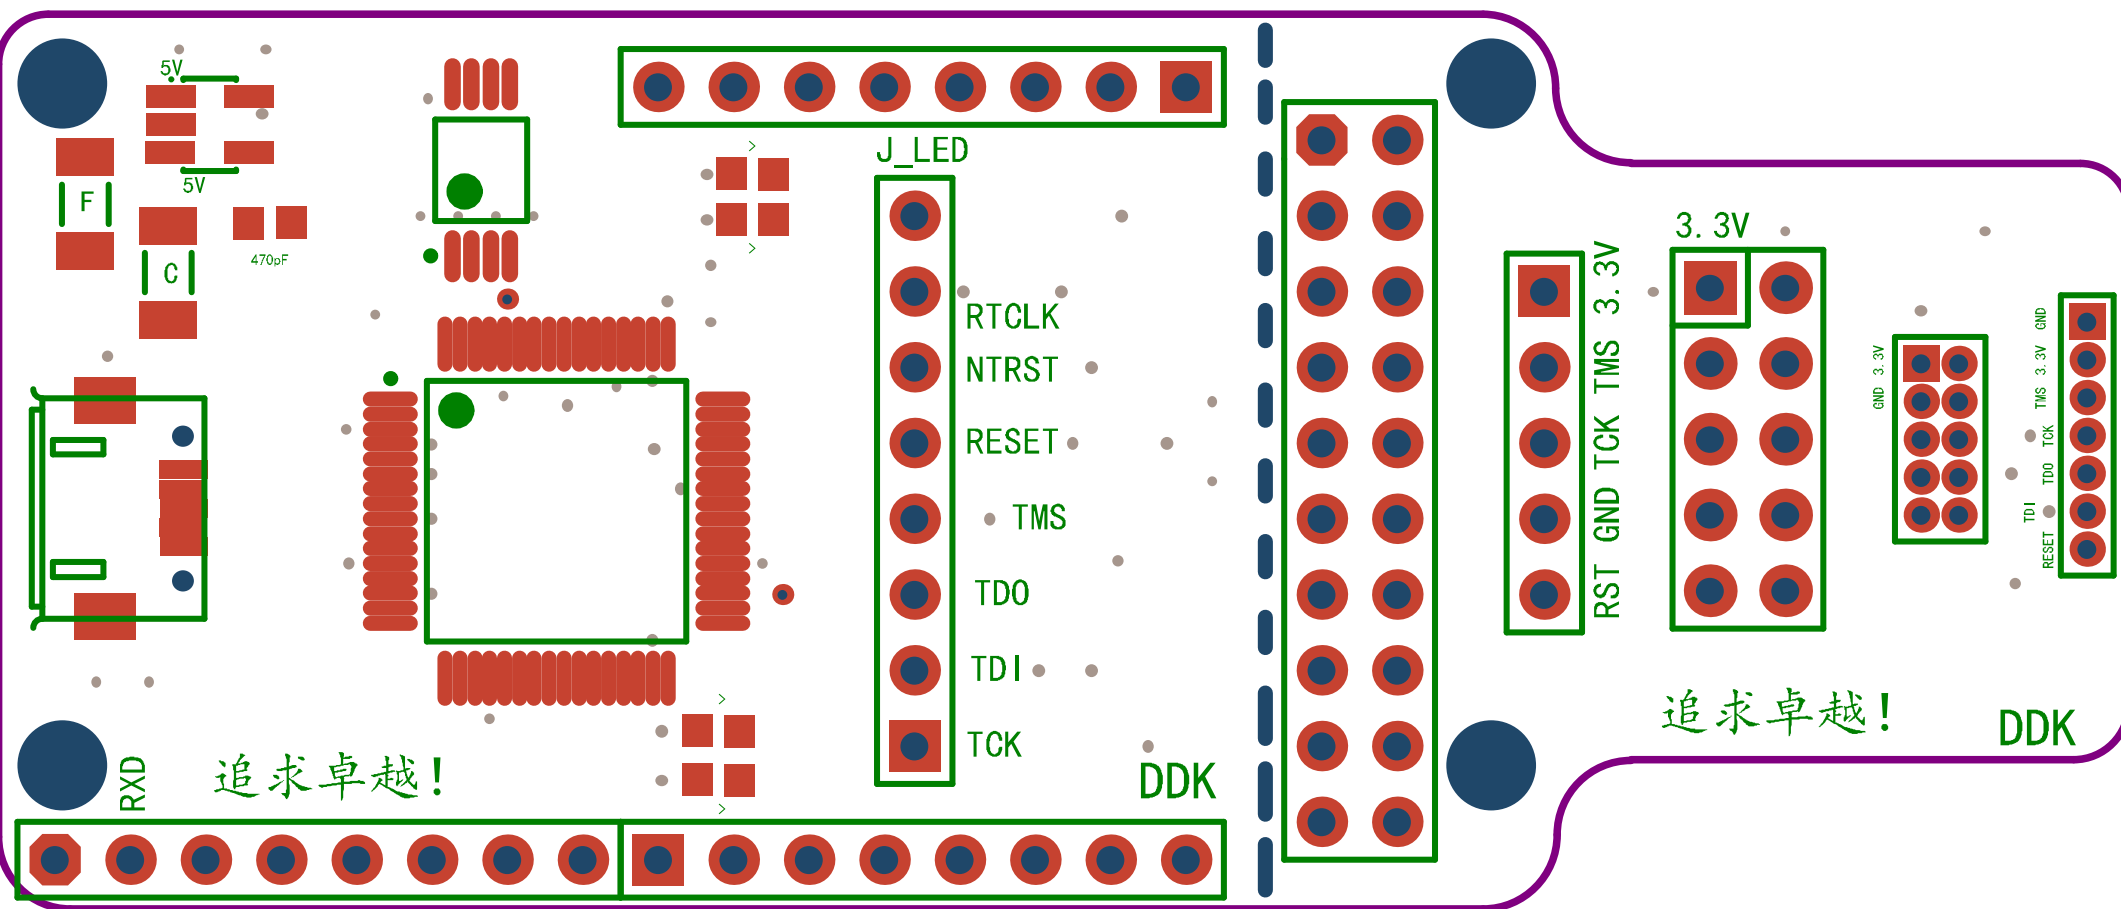 5V
5V
F
C
470pF
J_LED
RTCLK
NTRST
RESET
TMS
TDO
TDI
TCK
DDK
RXD
追求卓越!
RST GND TCK TMS 3.3V
3.3V
GND 3.3V
GND
3.3V
TMS
TCK
TDO
TDI
RESET
追求卓越!
DDK